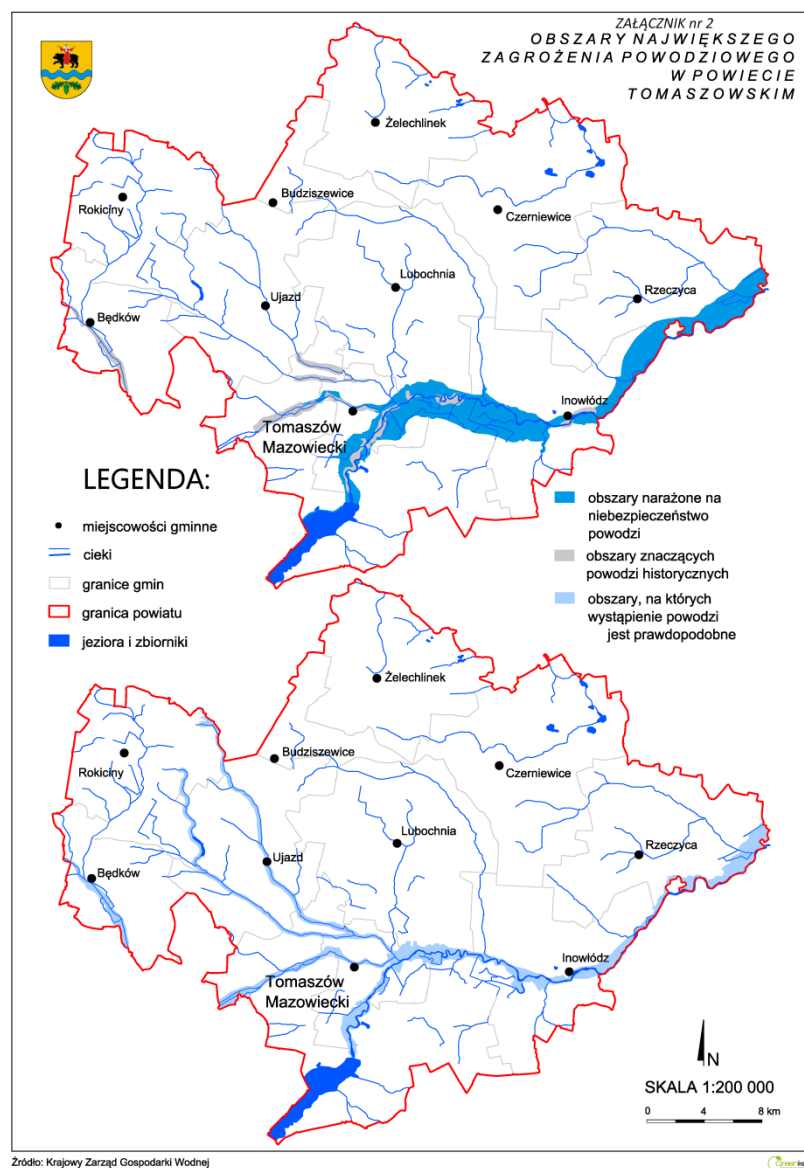 ZAŁĄCZNIK nr 2
OBSZARY NAJWIĘKSZEGO
ZAGROŻENIA POWODZIOWEGO
W POWIECIE
TOMASZOWSKIM
Żelechlinek
Budziszewice
Rokiciny
Czerniewice
Lubochnia
Rzeczyca
Ujazd
Będków
Inowłódz
Tomaszów
Mazowiecki
LEGENDA:
miejscowości gminne
cieki
granice gmin
granica powiatu
jeziora i zbiorniki
obszary narażone na
niebezpieczeństwo
powodzi
obszary znaczących
powodzi historycznych
obszary, na których
wystąpienie powodzi
jest prawdopodobne
Żelechlinek
Budziszewice
Rokiciny
Czerniewice
Lubochnia
Rzeczyca
Ujazd
Będków
Inowłódz
Tomaszów
Mazowiecki
N
SKALA 1:200 000
0 4 8 km
Źródło: Krajowy Zarząd Gospodarki Wodnej